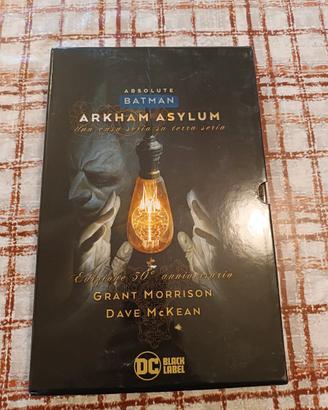 ABSOLUTE
BATMAN
ARKHAM ASYLUM
Una casa seria su terra seria
Edizione 30° anniversario
GRANT MORRISON
DAVE McKEAN
DC BLACK
LABEL